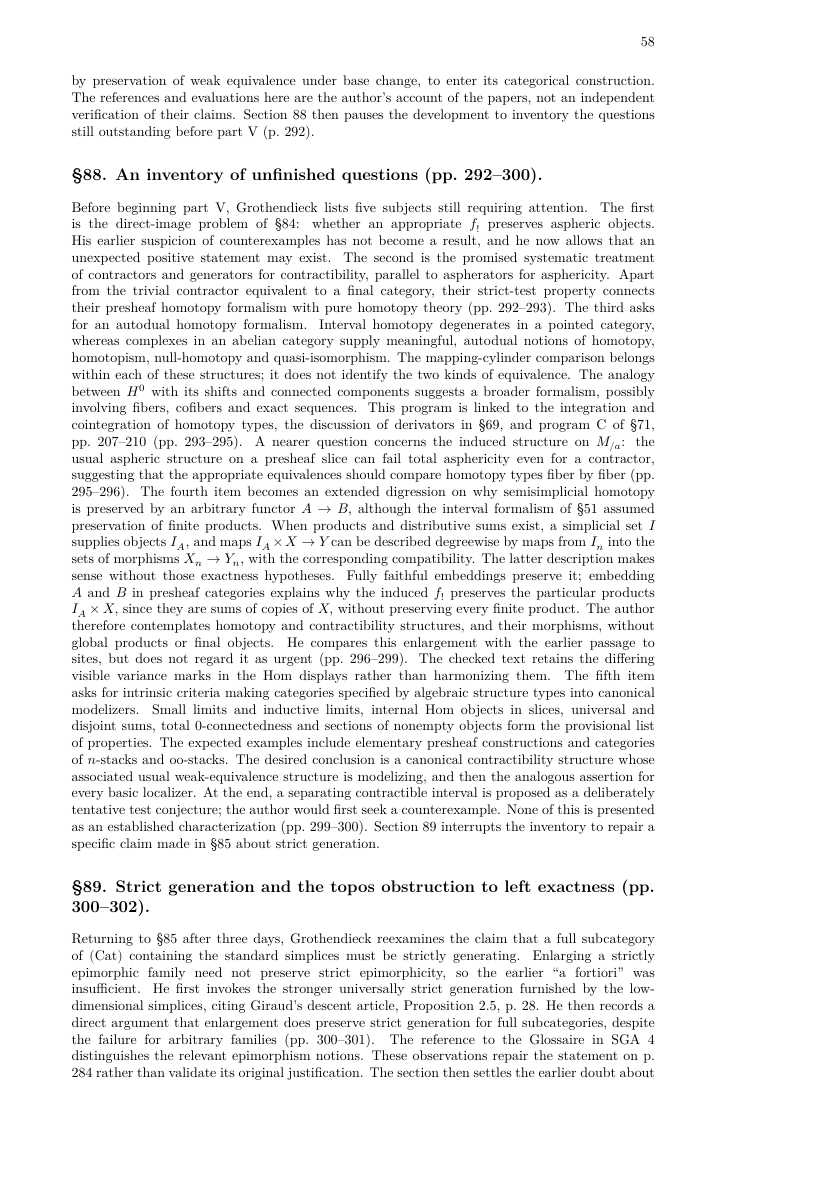 58
by preservation of weak equivalence under base change, to enter its categorical construction.
The references and evaluations here are the author's account of the papers, not an independent
verification of their claims. Section 88 then pauses the development to inventory the questions
still outstanding before part V (p. 292).
§88. An inventory of unfinished questions (pp. 292–300).
Before beginning part V, Grothendieck lists five subjects still requiring attention. The first
is the direct-image problem of §84: whether an appropriate f_! preserves aspheric objects.
His earlier suspicion of counterexamples has not become a result, and he now allows that an
unexpected positive statement may exist. The second is the promised systematic treatment
of contractors and generators for contractibility, parallel to aspherators for asphericity. Apart
from the trivial contractor equivalent to a final category, their strict-test property connects
their presheaf homotopy formalism with pure homotopy theory (pp. 292–293). The third asks
for an autodual homotopy formalism. Interval homotopy degenerates in a pointed category,
whereas complexes in an abelian category supply meaningful, autodual notions of homotopy,
homotopism, null-homotopy and quasi-isomorphism. The mapping-cylinder comparison belongs
within each of these structures; it does not identify the two kinds of equivalence. The analogy
between H⁰ with its shifts and connected components suggests a broader formalism, possibly
involving fibers, cofibers and exact sequences. This program is linked to the integration and
cointegration of homotopy types, the discussion of derivators in §69, and program C of §71,
pp. 207–210 (pp. 293–295). A nearer question concerns the induced structure on M_{/a}: the
usual aspheric structure on a presheaf slice can fail total asphericity even for a contractor,
suggesting that the appropriate equivalences should compare homotopy types fiber by fiber (pp.
295–296). The fourth item becomes an extended digression on why semisimplicial homotopy
is preserved by an arbitrary functor A → B, although the interval formalism of §51 assumed
preservation of finite products. When products and distributive sums exist, a simplicial set I
supplies objects I_A, and maps I_A × X → Y can be described degreewise by maps from I_n into the
sets of morphisms X_n → Y_n, with the corresponding compatibility. The latter description makes
sense without those exactness hypotheses. Fully faithful embeddings preserve it; embedding
A and B in presheaf categories explains why the induced f_! preserves the particular products
I_A × X, since they are sums of copies of X, without preserving every finite product. The author
therefore contemplates homotopy and contractibility structures, and their morphisms, without
global products or final objects. He compares this enlargement with the earlier passage to
sites, but does not regard it as urgent (pp. 296–299). The checked text retains the differing
visible variance marks in the Hom displays rather than harmonizing them. The fifth item
asks for intrinsic criteria making categories specified by algebraic structure types into canonical
modelizers. Small limits and inductive limits, internal Hom objects in slices, universal and
disjoint sums, total 0-connectedness and sections of nonempty objects form the provisional list
of properties. The expected examples include elementary presheaf constructions and categories
of n-stacks and oo-stacks. The desired conclusion is a canonical contractibility structure whose
associated usual weak-equivalence structure is modelizing, and then the analogous assertion for
every basic localizer. At the end, a separating contractible interval is proposed as a deliberately
tentative test conjecture; the author would first seek a counterexample. None of this is presented
as an established characterization (pp. 299–300). Section 89 interrupts the inventory to repair a
specific claim made in §85 about strict generation.
§89. Strict generation and the topos obstruction to left exactness (pp.
300–302).
Returning to §85 after three days, Grothendieck reexamines the claim that a full subcategory
of (Cat) containing the standard simplices must be strictly generating. Enlarging a strictly
epimorphic family need not preserve strict epimorphicity, so the earlier “a fortiori” was
insufficient. He first invokes the stronger universally strict generation furnished by the low-
dimensional simplices, citing Giraud's descent article, Proposition 2.5, p. 28. He then records a
direct argument that enlargement does preserve strict generation for full subcategories, despite
the failure for arbitrary families (pp. 300–301). The reference to the Glossaire in SGA 4
distinguishes the relevant epimorphism notions. These observations repair the statement on p.
284 rather than validate its original justification. The section then settles the earlier doubt about